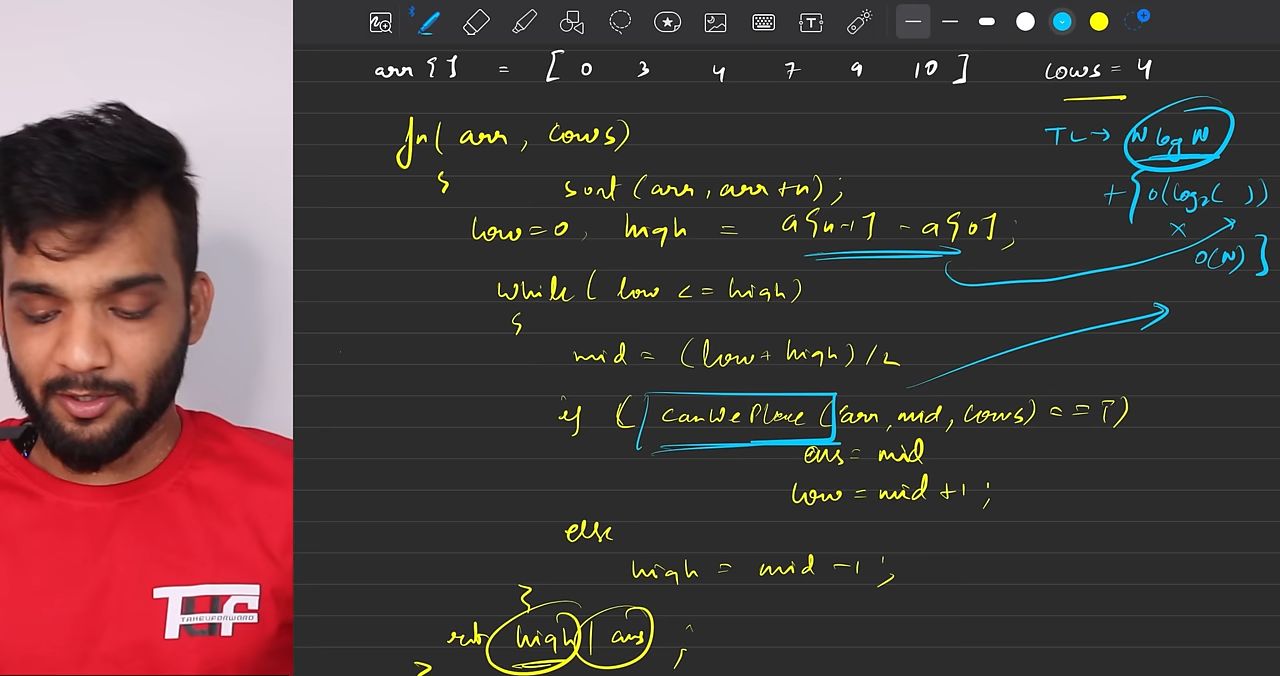 arr [ ] = [ 0 3 4 7 9 10 ] cows = 4
fn( arr, cows)
TC → N log N
{ sort (arr, arr+n);
+ [ O(log₂( ))
low=0, high = a[n-1] - a[0];
x
O(N) ]
while( low <= high)
{
mid = (low + high)/2
if ( canWePlace (arr, mid, cows) == T)
ans = mid
low = mid +1;
else
high = mid -1;
}
ret high | ans ;
}
TUF
TAKEUFORWARD